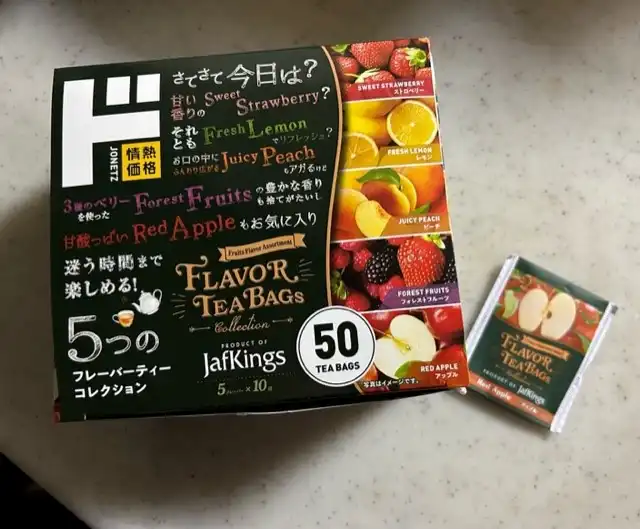 ド
JONETZ
情熱
価格
さてさて 今日は?
甘い
香りの Sweet Strawberry?
それ
とも Fresh Lemon でリフレッシュ?
お口の中に
ふんわり広がる Juicy Peach もアガるけど
3種のベリー
を使った Forest Fruits の豊かな香り
も捨てがたいし
甘酸っぱい Red Apple もお気に入り
迷う時間まで
楽しめる!
5つの
フレーバーティー
コレクション
Fruits Flavor Assortment
FLAVOR
TEA BAGS
Collection
PRODUCT OF
JafKings
5フレーバー×10袋
50
TEA BAGS
SWEET STRAWBERRY
ストロベリー
FRESH LEMON
レモン
JUICY PEACH
ピーチ
FOREST FRUITS
フォレストフルーツ
RED APPLE
アップル
写真はイメージです。
FLAVOR
TEA BAGS
PRODUCT OF JafKings
Red Apple アップル